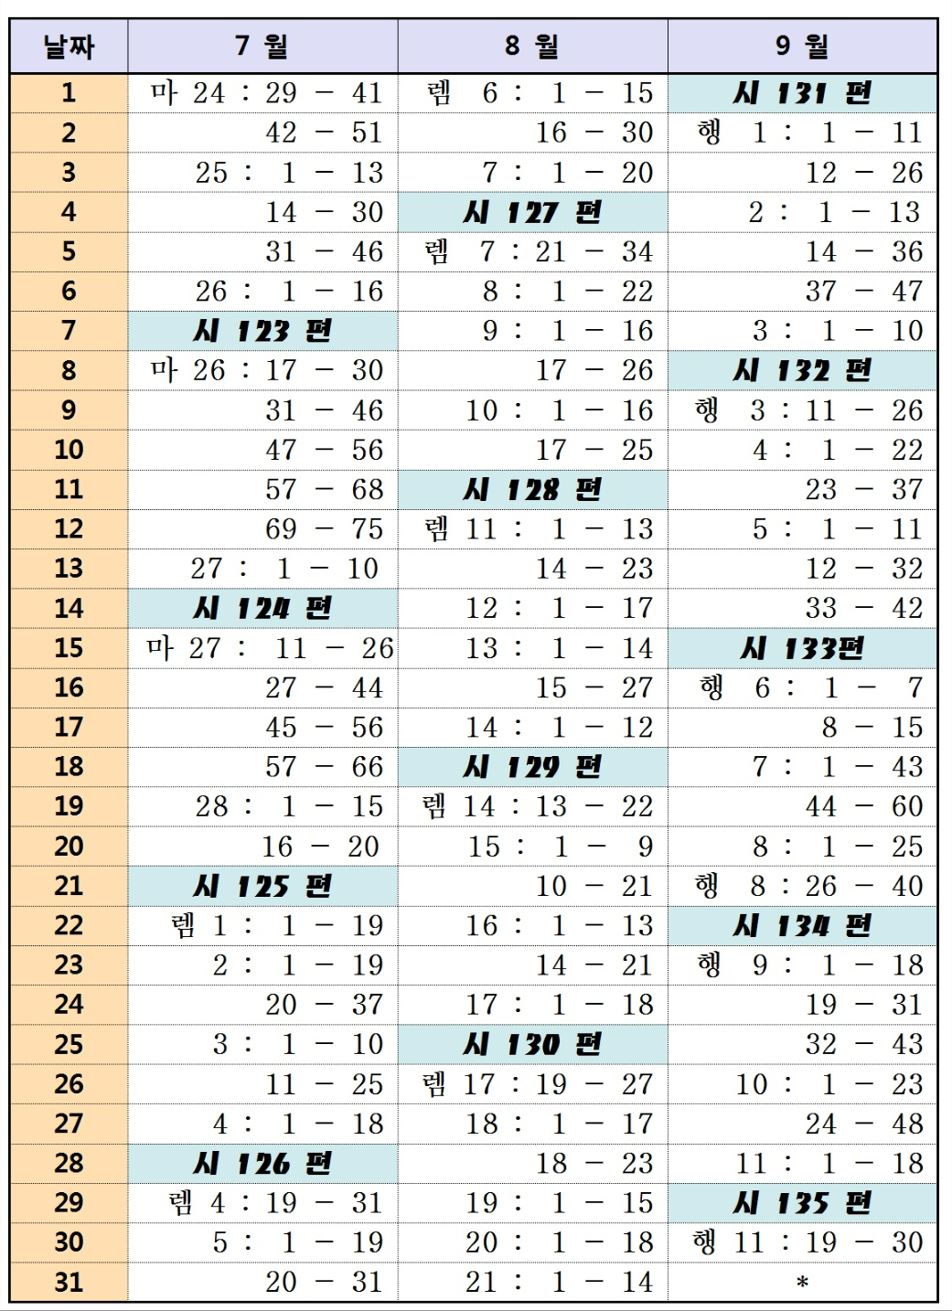 날짜 7 월 8 월 9 월
1 마 24 : 29 - 41 렘 6 : 1 - 15 시 131 편
2 42 - 51 16 - 30 행 1 : 1 - 11
3 25 : 1 - 13 7 : 1 - 20 12 - 26
4 14 - 30 시 127 편 2 : 1 - 13
5 31 - 46 렘 7 : 21 - 34 14 - 36
6 26 : 1 - 16 8 : 1 - 22 37 - 47
7 시 123 편 9 : 1 - 16 3 : 1 - 10
8 마 26 : 17 - 30 17 - 26 시 132 편
9 31 - 46 10 : 1 - 16 행 3 : 11 - 26
10 47 - 56 17 - 25 4 : 1 - 22
11 57 - 68 시 128 편 23 - 37
12 69 - 75 렘 11 : 1 - 13 5 : 1 - 11
13 27 : 1 - 10 14 - 23 12 - 32
14 시 124 편 12 : 1 - 17 33 - 42
15 마 27 : 11 - 26 13 : 1 - 14 시 133편
16 27 - 44 15 - 27 행 6 : 1 - 7
17 45 - 56 14 : 1 - 12 8 - 15
18 57 - 66 시 129 편 7 : 1 - 43
19 28 : 1 - 15 렘 14 : 13 - 22 44 - 60
20 16 - 20 15 : 1 - 9 8 : 1 - 25
21 시 125 편 10 - 21 행 8 : 26 - 40
22 렘 1 : 1 - 19 16 : 1 - 13 시 134 편
23 2 : 1 - 19 14 - 21 행 9 : 1 - 18
24 20 - 37 17 : 1 - 18 19 - 31
25 3 : 1 - 10 시 130 편 32 - 43
26 11 - 25 렘 17 : 19 - 27 10 : 1 - 23
27 4 : 1 - 18 18 : 1 - 17 24 - 48
28 시 126 편 18 - 23 11 : 1 - 18
29 렘 4 : 19 - 31 19 : 1 - 15 시 135 편
30 5 : 1 - 19 20 : 1 - 18 행 11 : 19 - 30
31 20 - 31 21 : 1 - 14 *